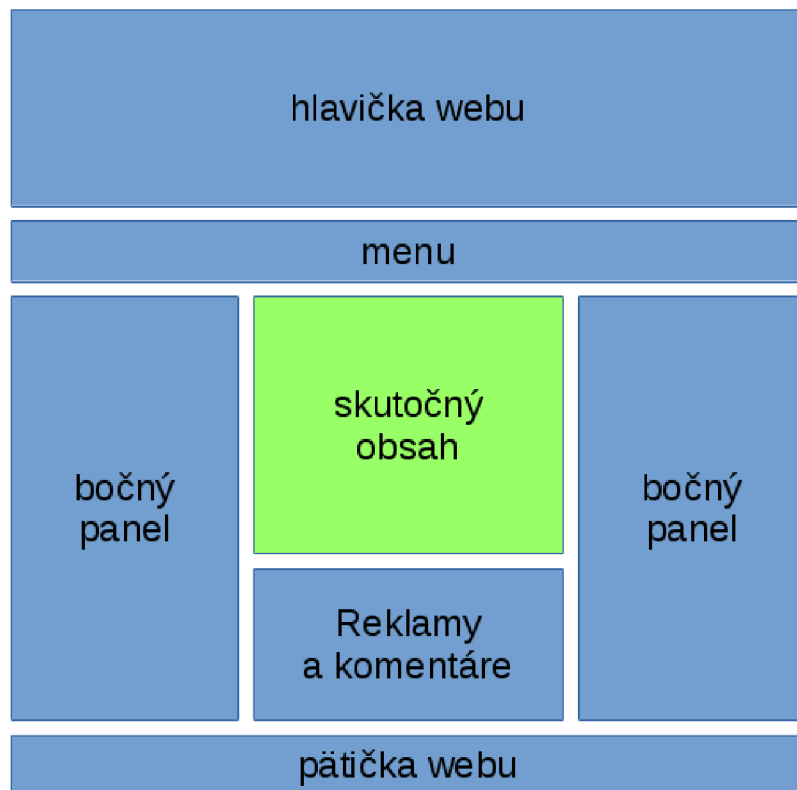 hlavička webu
menu
bočný
panel
skutočný
obsah
Reklamy
a komentáre
bočný
panel
pätička webu